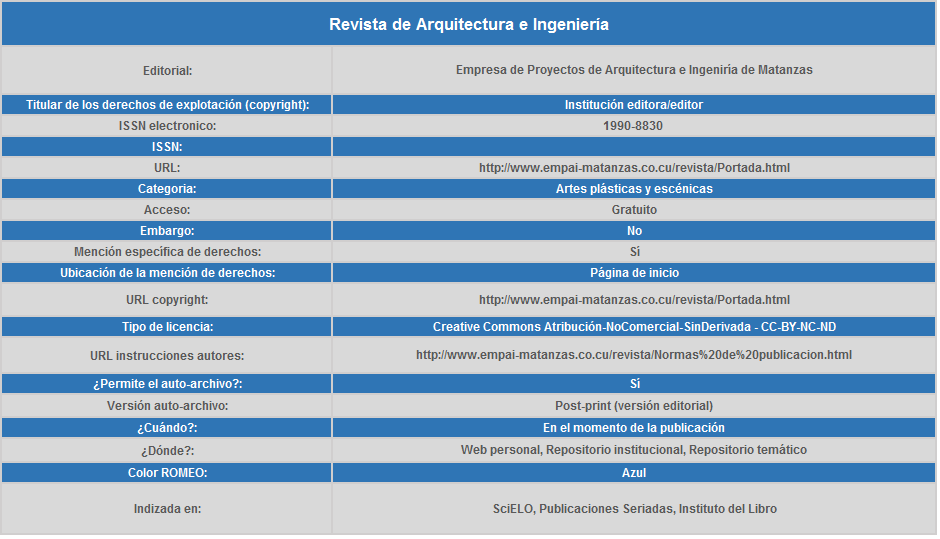 Revista de Arquitectura e Ingeniería
Editorial: Empresa de Proyectos de Arquitectura e Ingeniría de Matanzas
Titular de los derechos de explotación (copyright): Institución editora/editor
ISSN electronico: 1990-8830
ISSN:
URL: http://www.empai-matanzas.co.cu/revista/Portada.html
Categoria: Artes plásticas y escénicas
Acceso: Gratuito
Embargo: No
Mención específica de derechos: Sí
Ubicación de la mención de derechos: Página de inicio
URL copyright: http://www.empai-matanzas.co.cu/revista/Portada.html
Tipo de licencia: Creative Commons Atribución-NoComercial-SinDerivada - CC-BY-NC-ND
URL instrucciones autores: http://www.empai-matanzas.co.cu/revista/Normas%20de%20publicacion.html
¿Permite el auto-archivo?: Sí
Versión auto-archivo: Post-print (versión editorial)
¿Cuándo?: En el momento de la publicación
¿Dónde?: Web personal, Repositorio institucional, Repositorio temático
Color ROMEO: Azul
Indizada en: SciELO, Publicaciones Seriadas, Instituto del Libro